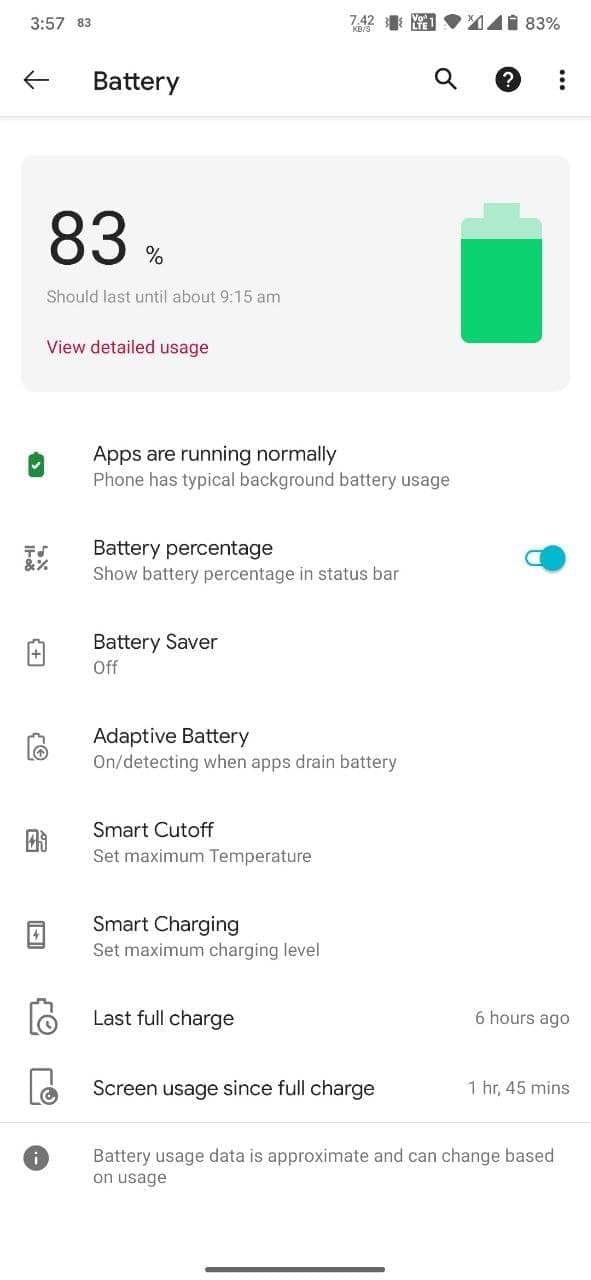 3:57 83 7.42 KB/S Vo) LTE1 x 83%
Battery
83 %
Should last until about 9:15 am
View detailed usage
Apps are running normally
Phone has typical background battery usage
Battery percentage
Show battery percentage in status bar
Battery Saver
Off
Adaptive Battery
On/detecting when apps drain battery
Smart Cutoff
Set maximum Temperature
Smart Charging
Set maximum charging level
Last full charge 6 hours ago
Screen usage since full charge 1 hr, 45 mins
Battery usage data is approximate and can change based
on usage